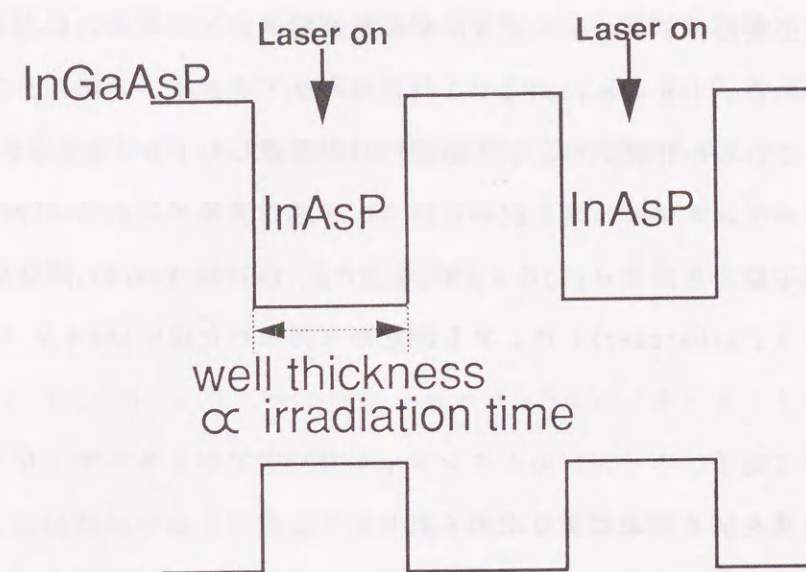 Laser on
Laser on
InGaAsP
InAsP
InAsP
well thickness
∝ irradiation time